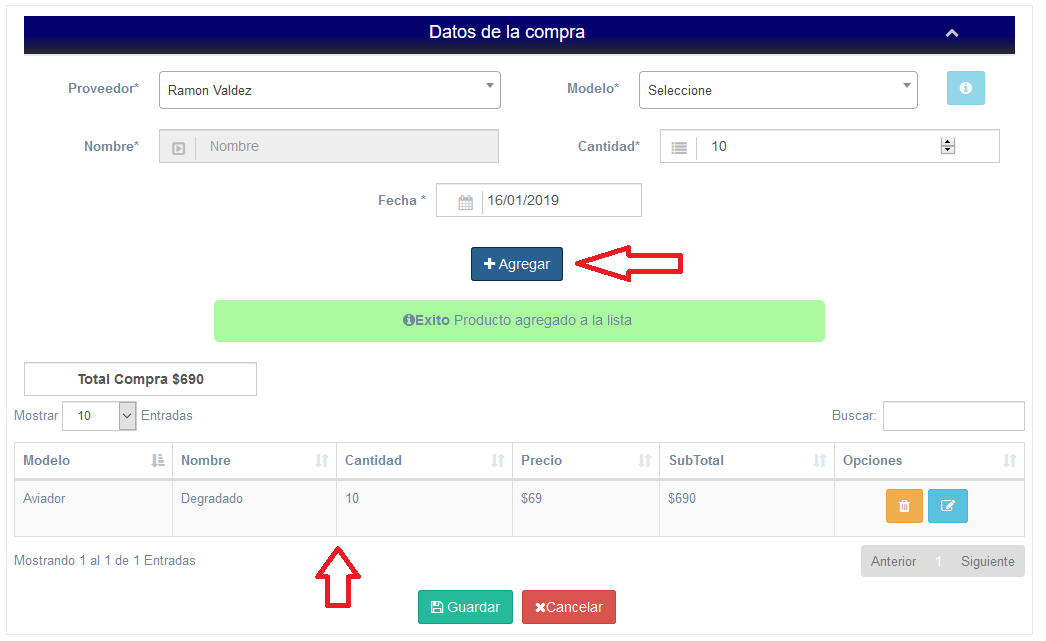 Datos de la compra
Proveedor* Ramon Valdez Modelo* Seleccione
Nombre* Nombre Cantidad* 10
Fecha * 16/01/2019
Agregar
Exito Producto agregado a la lista
Total Compra $690
Mostrar 10 Entradas Buscar:
Modelo Nombre Cantidad Precio SubTotal Opciones
Aviador Degradado 10 $69 $690
Mostrando 1 al 1 de 1 Entradas Anterior 1 Siguiente
Guardar Cancelar